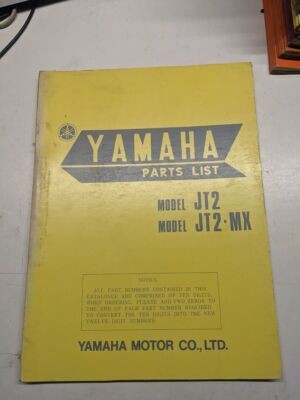 YAMAHA
PARTS LIST
MODEL JT2
MODEL JT2·MX
NOTICE
ALL PART NUMBERS CONTAINED IN THIS
CATALOGUE ARE COMPRISED OF TEN DIGITS.
WHEN ORDERING, PLEASE ADD TWO ZEROS TO
THE END OF EACH PART NUMBER REQUIRED
TO CONVERT THE TEN DIGITS INTO THE NEW
TWELVE DIGIT NUMBERS.
YAMAHA MOTOR CO., LTD.